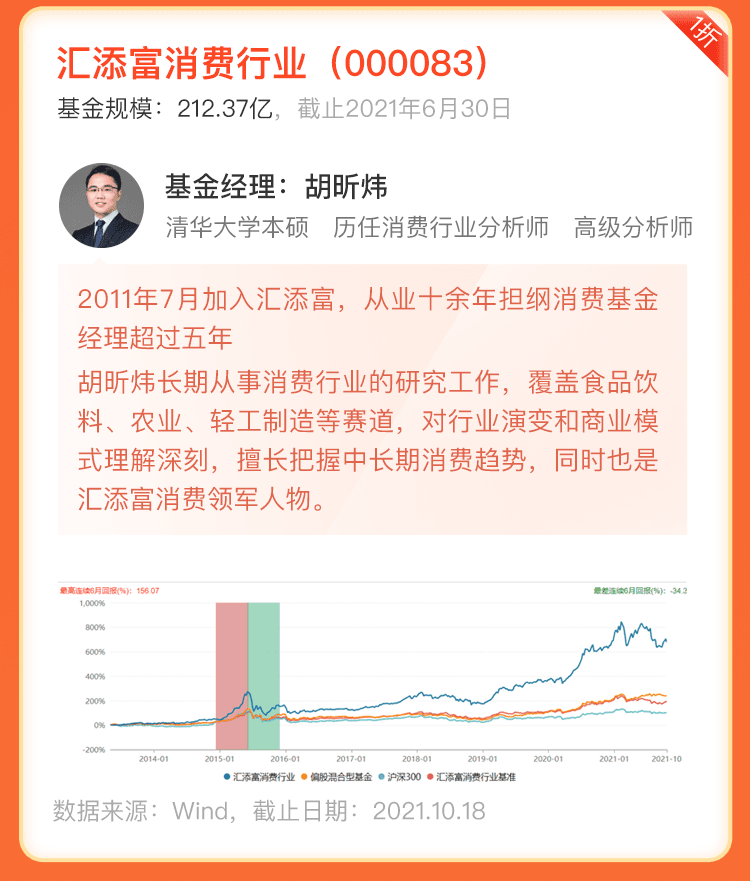 1折
汇添富消费行业（000083）
基金规模：212.37亿，截止2021年6月30日
基金经理：胡昕炜
清华大学本硕 历任消费行业分析师 高级分析师
2011年7月加入汇添富，从业十余年担纲消费基金
经理超过五年
胡昕炜长期从事消费行业的研究工作，覆盖食品饮
料、农业、轻工制造等赛道，对行业演变和商业模
式理解深刻，擅长把握中长期消费趋势，同时也是
汇添富消费领军人物。
最高连续6月回报(%)：156.07 最差连续6月回报(%)：-34.3
1,000%
800%
600%
400%
200%
0%
-200%
2014-01 2015-01 2016-01 2017-01 2018-01 2019-01 2020-01 2021-01 2021-10
汇添富消费行业 偏股混合型基金 沪深300 汇添富消费行业基准
数据来源：Wind，截止日期：2021.10.18